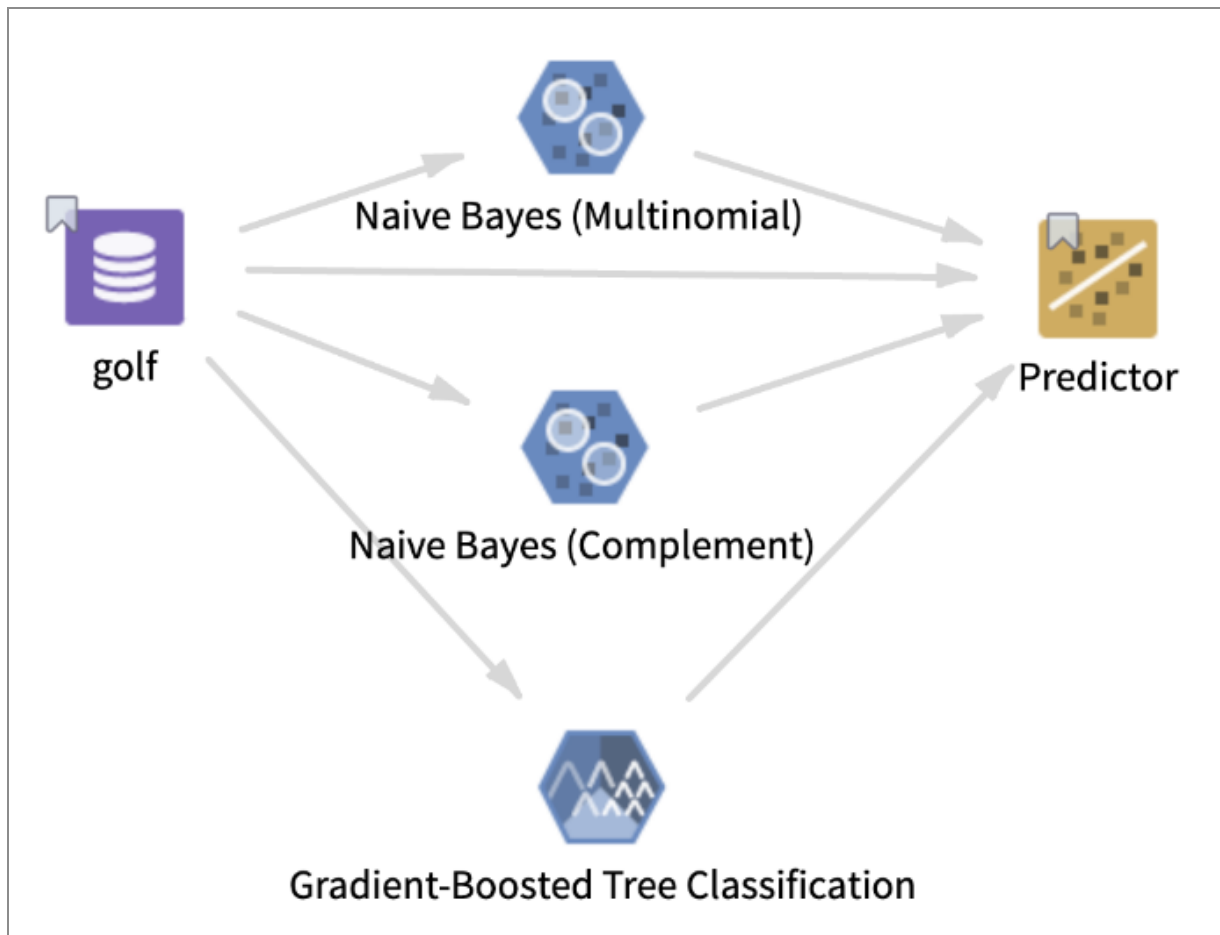 Naive Bayes (Multinomial)
golf
Predictor
Naive Bayes (Complement)
Gradient-Boosted Tree Classification